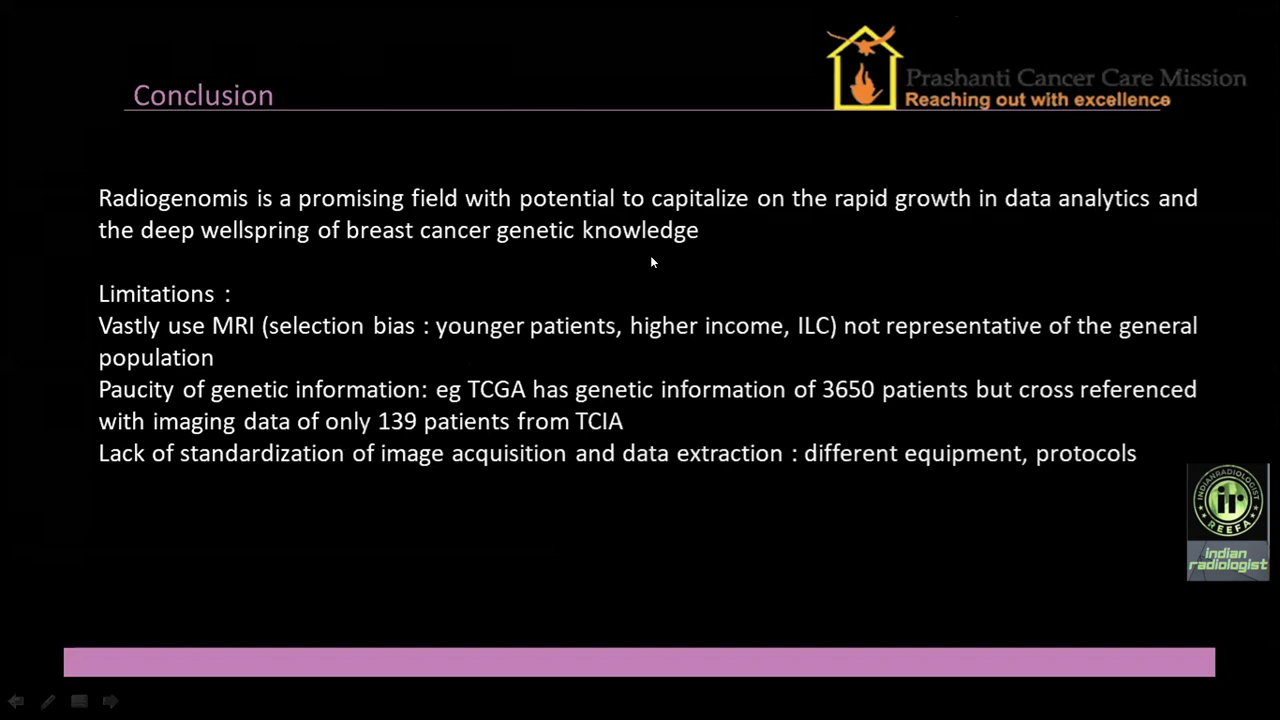 Prashanti Cancer Care Mission
Reaching out with excellence
Conclusion
Radiogenomis is a promising field with potential to capitalize on the rapid growth in data analytics and
the deep wellspring of breast cancer genetic knowledge
Limitations :
Vastly use MRI (selection bias : younger patients, higher income, ILC) not representative of the general
population
Paucity of genetic information: eg TCGA has genetic information of 3650 patients but cross referenced
with imaging data of only 139 patients from TCIA
Lack of standardization of image acquisition and data extraction : different equipment, protocols
INDIANRADIOLOGIST
ir
REEFA
indian
radiologist